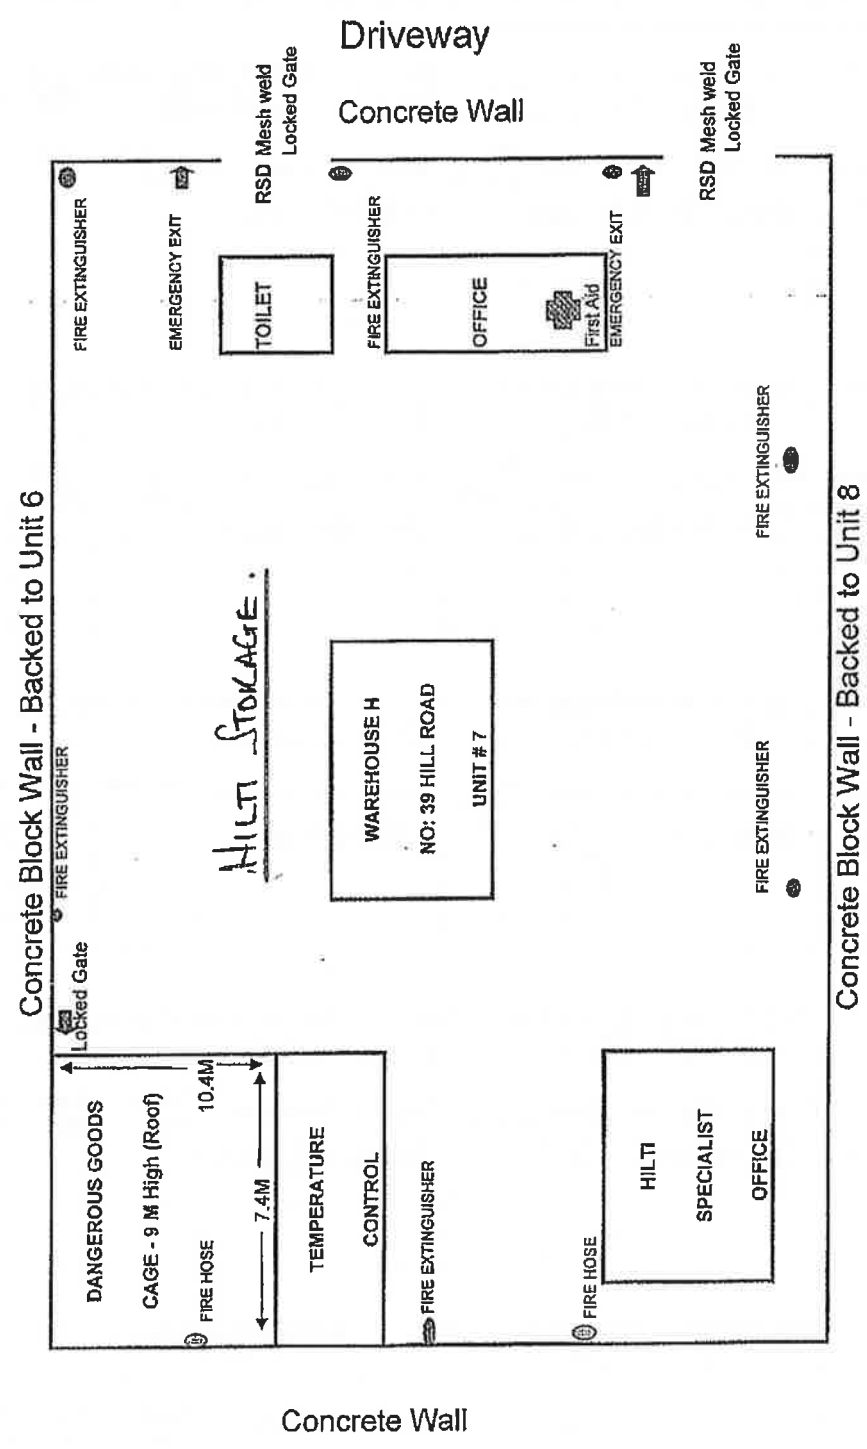 Driveway
Concrete Wall
RSD Mesh weld
Locked Gate
RSD Mesh weld
Locked Gate
FIRE EXTINGUISHER
EMERGENCY EXIT
TOILET
FIRE EXTINGUISHER
OFFICE
First Aid
EMERGENCY EXIT
Concrete Block Wall - Backed to Unit 6
FIRE EXTINGUISHER
Concrete Block Wall - Backed to Unit 8
HILTI STORAGE.
WAREHOUSE H
NO: 39 HILL ROAD
UNIT # 7
FIRE EXTINGUISHER
FIRE EXTINGUISHER
Locked Gate
DANGEROUS GOODS
CAGE - 9 M High (Roof)
10.4M
FIRE HOSE
7.4M
TEMPERATURE
CONTROL
FIRE EXTINGUISHER
FIRE HOSE
HILTI
SPECIALIST
OFFICE
Concrete Wall